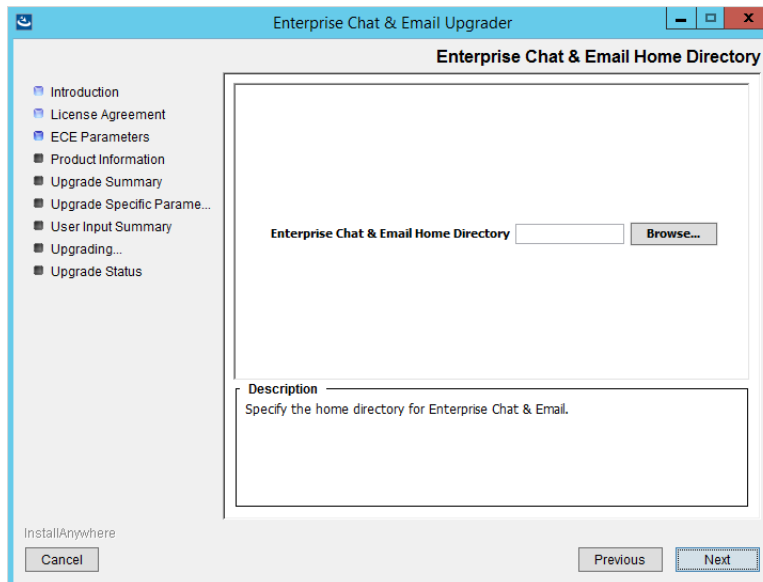 Enterprise Chat & Email Upgrader
Enterprise Chat & Email Home Directory
Introduction
License Agreement
ECE Parameters
Product Information
Upgrade Summary
Upgrade Specific Parame...
User Input Summary
Upgrading...
Upgrade Status
Enterprise Chat & Email Home Directory Browse...
Description
Specify the home directory for Enterprise Chat & Email.
InstallAnywhere
Cancel Previous Next